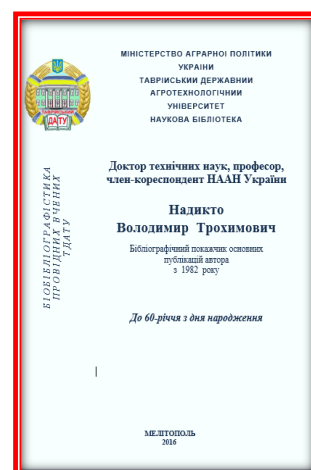 МІНІСТЕРСТВО АГРАРНОЇ ПОЛІТИКИ
УКРАЇНИ
ТАВРІЙСЬКИЙ ДЕРЖАВНИЙ
АГРОТЕХНОЛОГІЧНИЙ
УНІВЕРСИТЕТ
НАУКОВА БІБЛІОТЕКА
ДАТУ
Доктор технічних наук, професор,
член-кореспондент НААН України
Надикто
Володимир Трохимович
Бібліографічний покажчик основних
публікацій автора
з 1982 року
БІОБІБЛІОГРАФІСТИКА
ПРОВІДНИХ ВЧЕНИХ
ТДАТУ
До 60-річчя з дня народження
МЕЛІТОПОЛЬ
2016